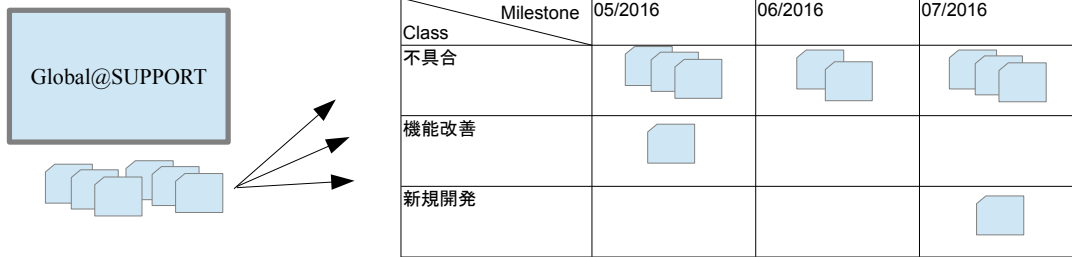 Global@SUPPORT
Milestone
Class
05/2016
06/2016
07/2016
不具合
機能改善
新規開発